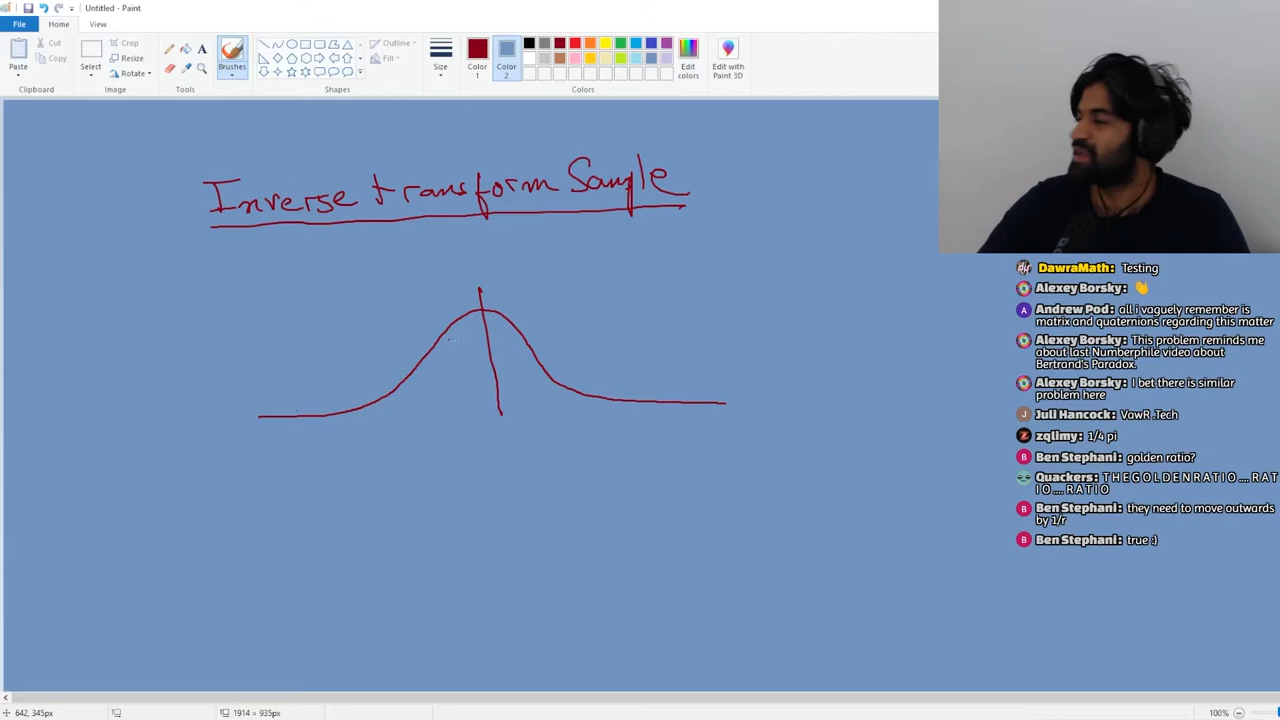 Untitled - Paint
File
Home
View
Paste
Cut
Copy
Clipboard
Select
Crop
Resize
Rotate
Image
A
Tools
Brushes
Shapes
Outline
Fill
Size
Color
1
Color
2
Edit
colors
Edit with
Paint 3D
Colors
Inverse transform Sample
DawraMath: Testing
Alexey Borsky: 👋
A Andrew Pod: all i vaguely remember is
matrix and quaternions regarding this matter
Alexey Borsky: This problem reminds me
about last Numberphile video about
Bertrand's Paradox.
Alexey Borsky: I bet there is similar
problem here
J Juli Hancock: VawR .Tech
Z zqlimy: 1/4 pi
B Ben Stephani: golden ratio?
Quackers: T H E G O L D E N R A T I O .... R A T
I O .... R A T I O
B Ben Stephani: they need to move outwards
by 1/r
B Ben Stephani: true :)
642, 345px
1914 × 935px
100%